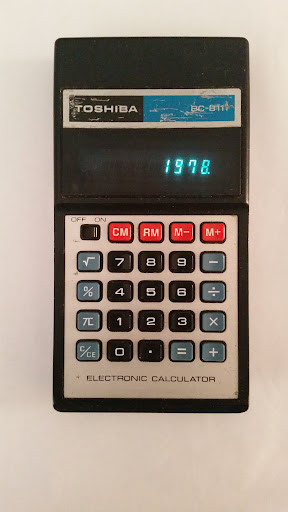 TOSHIBA BC-8111
1978.
OFF ON CM RM M− M+
√ 7 8 9 −
% 4 5 6 ÷
π 1 2 3 ×
C/CE 0 . = +
ELECTRONIC CALCULATOR